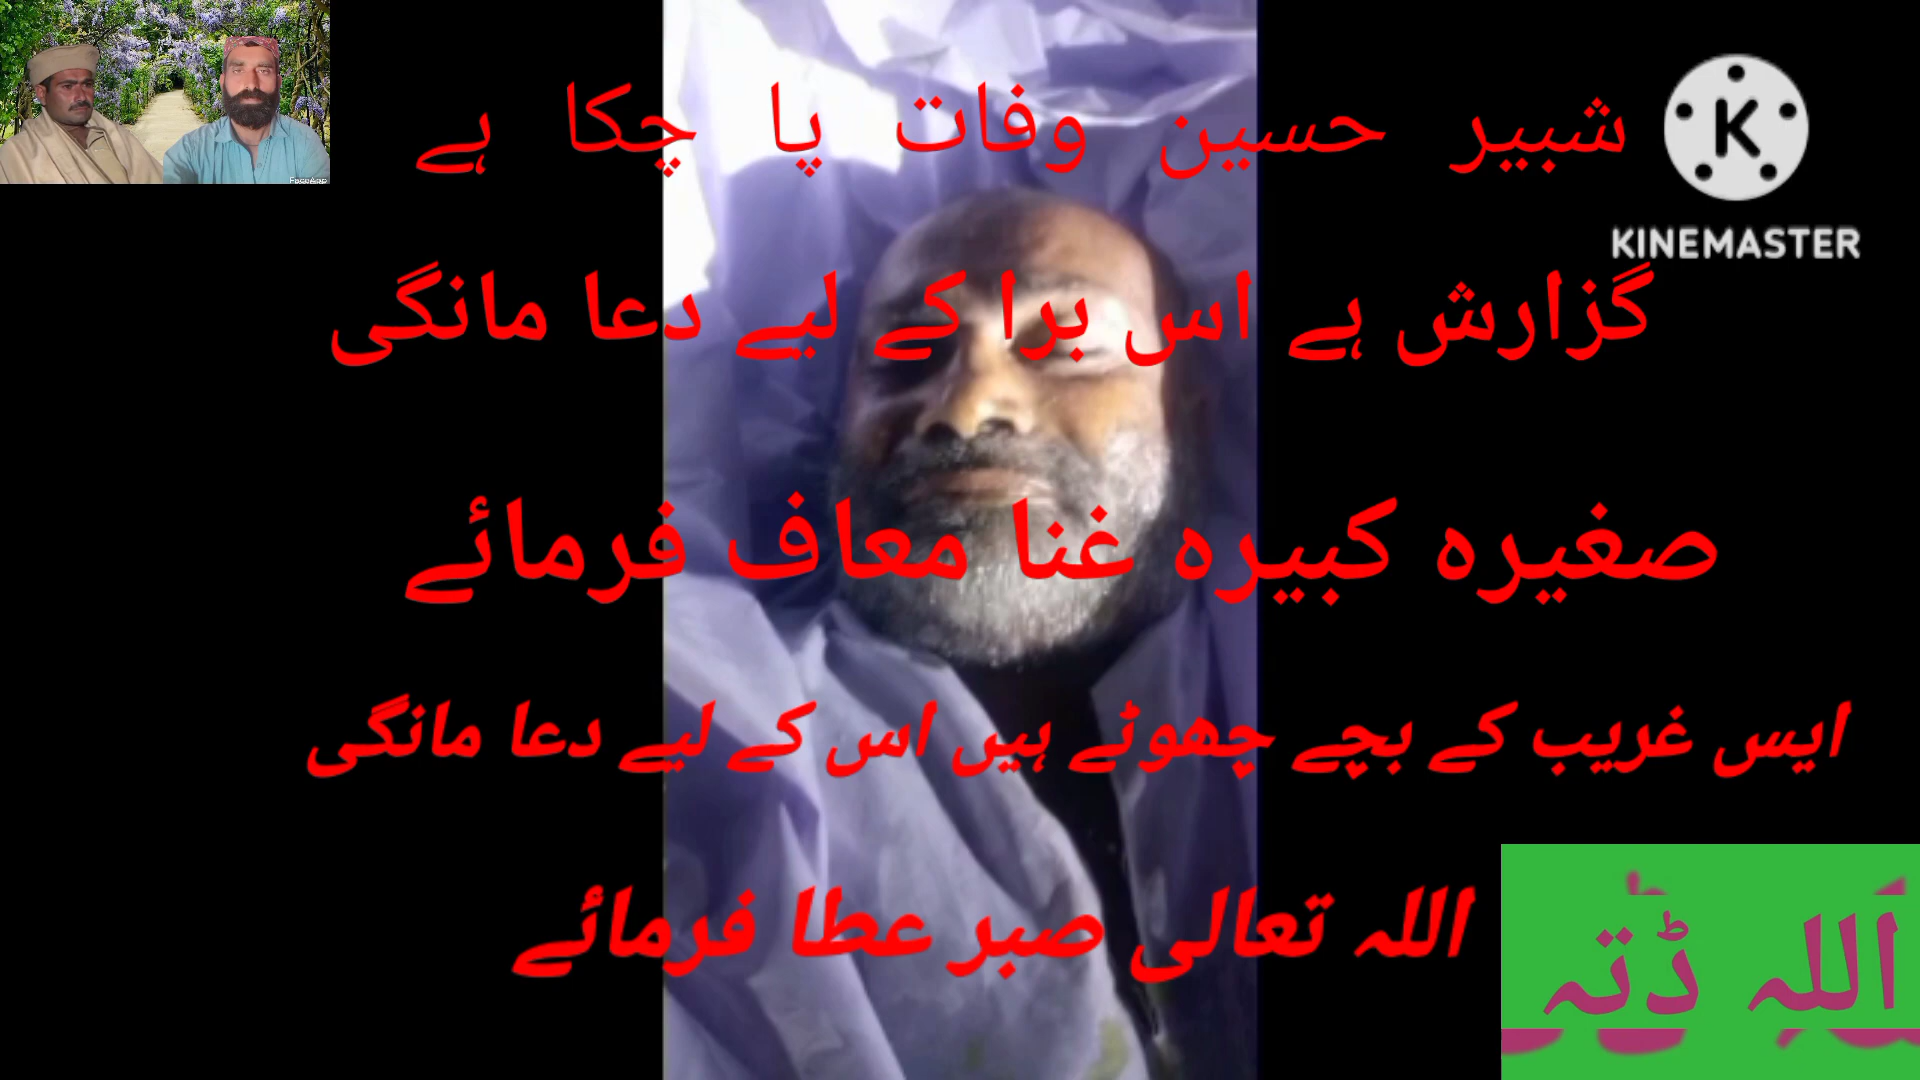 شبیر حسین وفات پا چکا ہے
KINEMASTER
گزارش ہے اس برا کے لیے دعا مانگی
صغیرہ کبیرہ غنا معاف فرمائے
ایس غریب کے بچے چھوٹے ہیں اس کے لیے دعا مانگی
اللہ تعالی صبر عطا فرمائے
اللہ ڈتہ
FaceApp